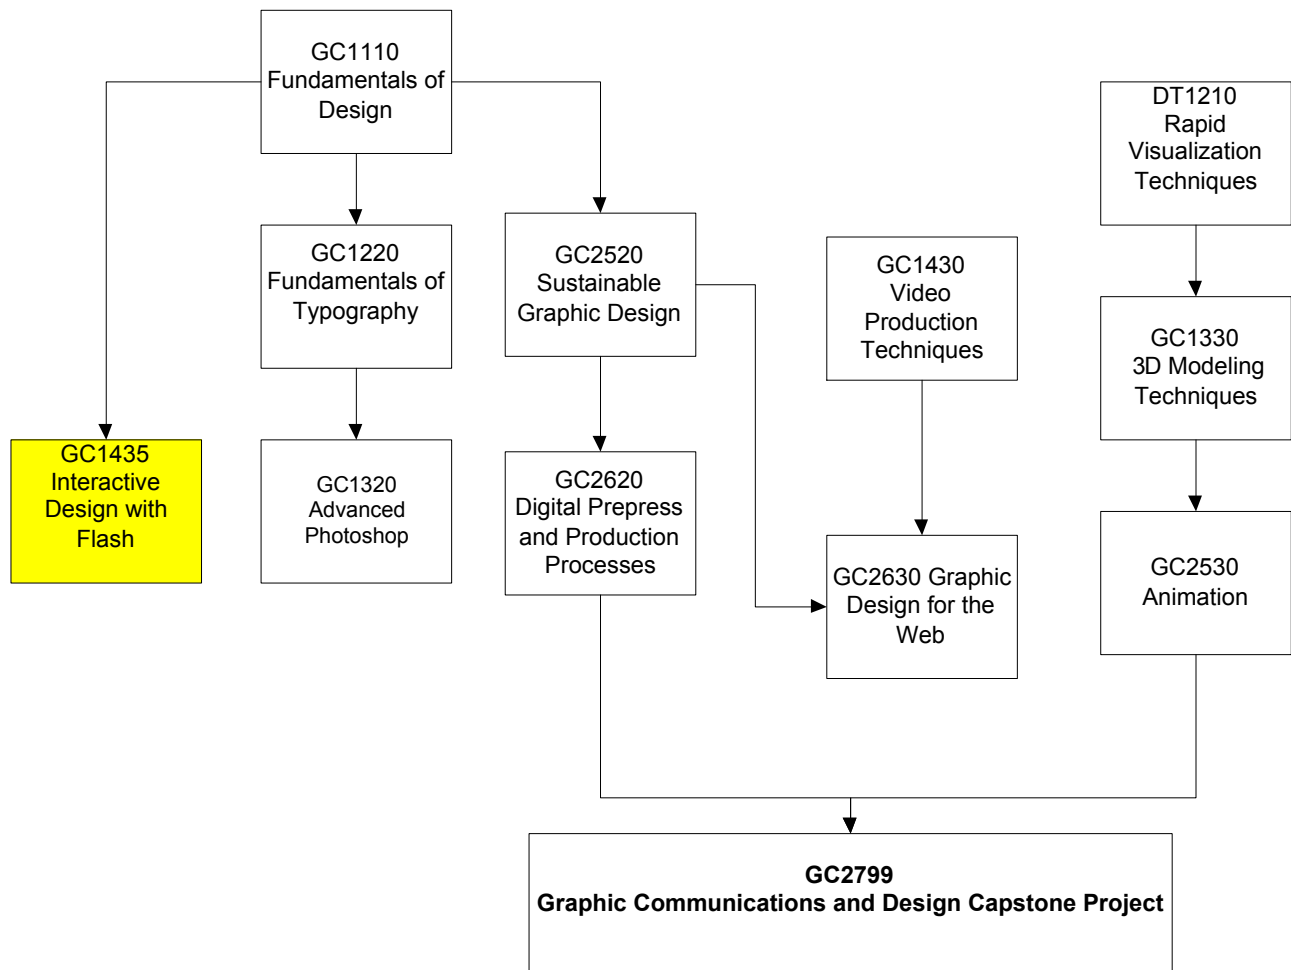 GC1110
Fundamentals of
Design
DT1210
Rapid
Visualization
Techniques
GC1220
Fundamentals of
Typography
GC2520
Sustainable
Graphic Design
GC1430
Video
Production
Techniques
GC1330
3D Modeling
Techniques
GC1435
Interactive
Design with
Flash
GC1320
Advanced
Photoshop
GC2620
Digital Prepress
and Production
Processes
GC2630 Graphic
Design for the
Web
GC2530
Animation
GC2799
Graphic Communications and Design Capstone Project